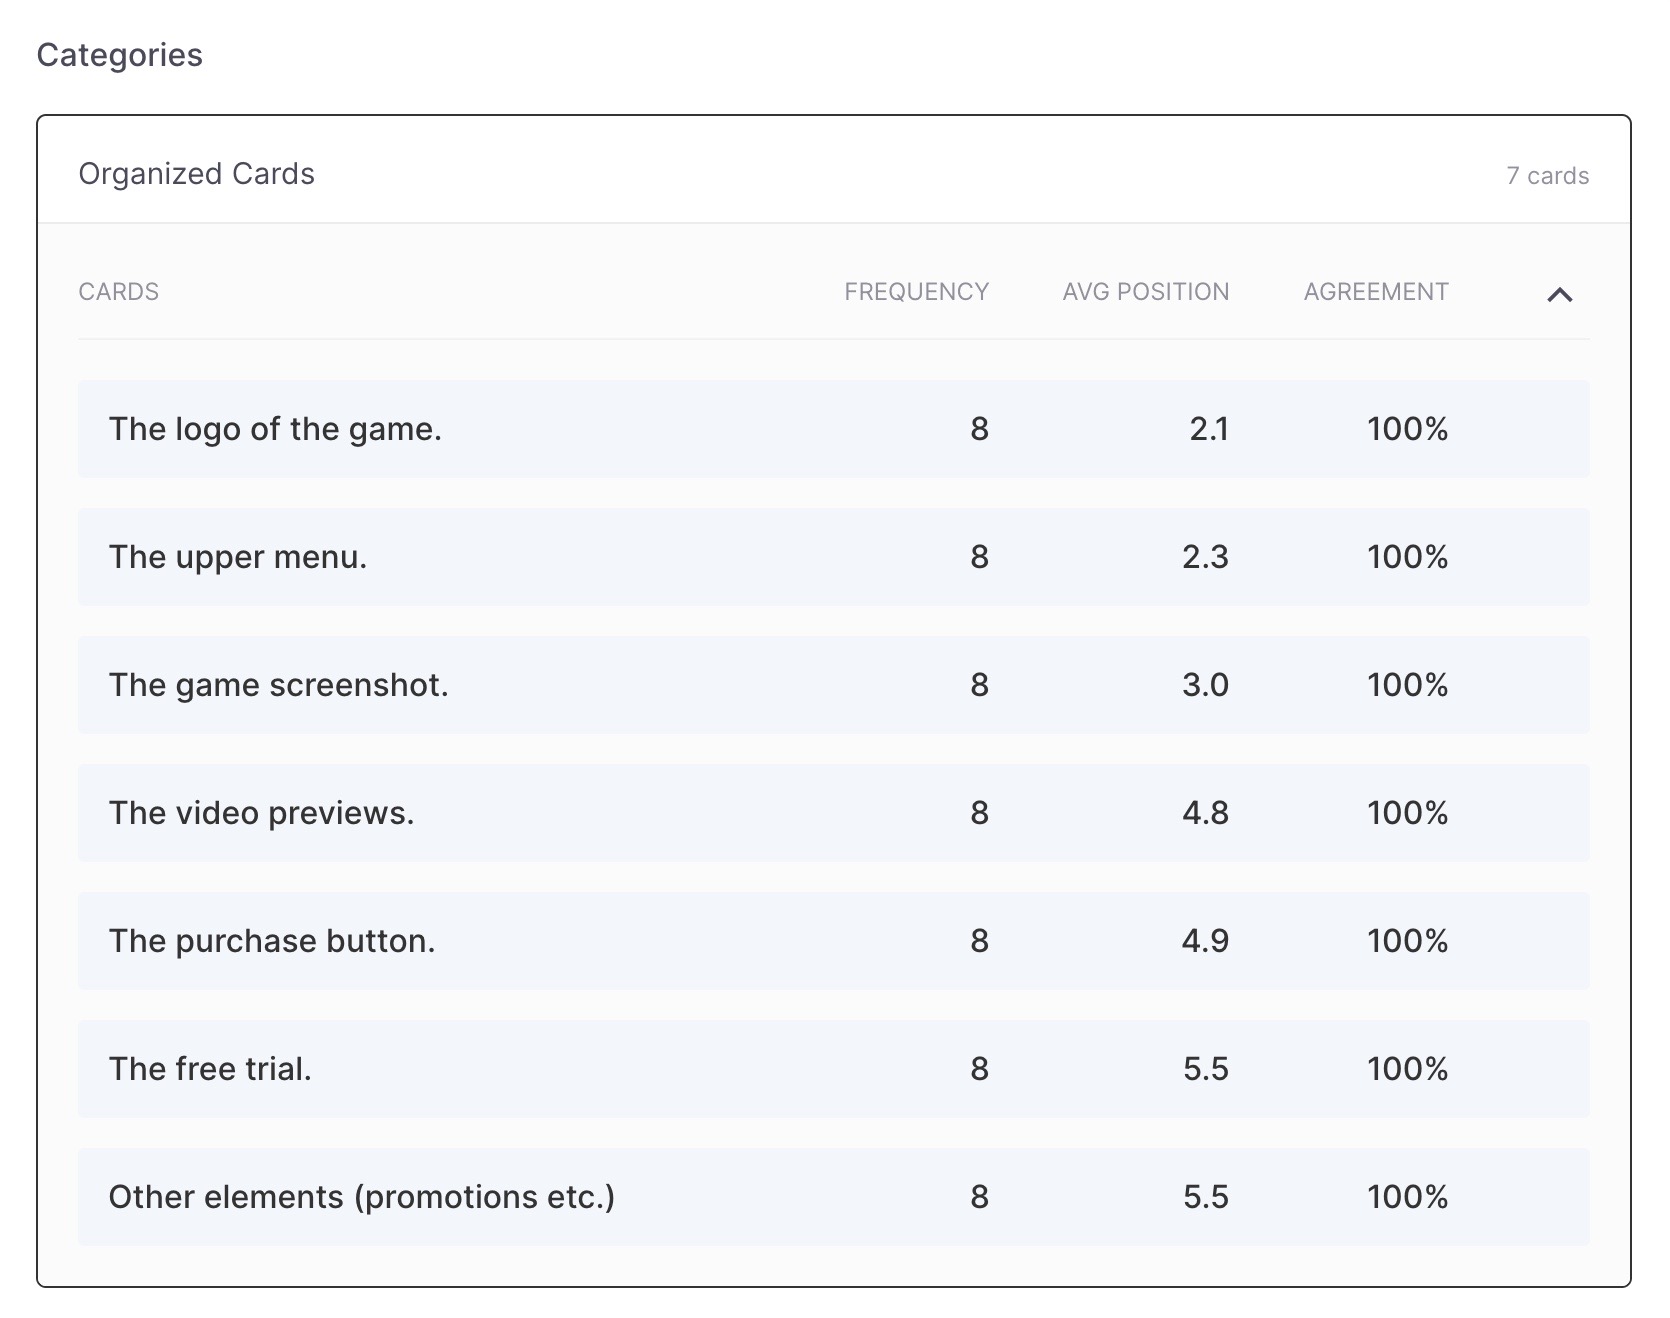 Categories
Organized Cards 7 cards
CARDS FREQUENCY AVG POSITION AGREEMENT
The logo of the game. 8 2.1 100%
The upper menu. 8 2.3 100%
The game screenshot. 8 3.0 100%
The video previews. 8 4.8 100%
The purchase button. 8 4.9 100%
The free trial. 8 5.5 100%
Other elements (promotions etc.) 8 5.5 100%